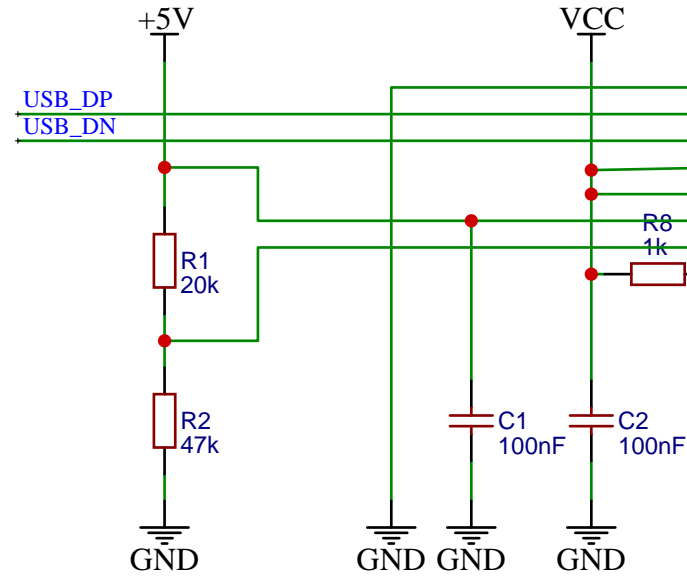 +5V
VCC
USB_DP
USB_DN
R8
1k
R1
20k
R2
47k
C1
100nF
C2
100nF
GND
GND
GND
GND